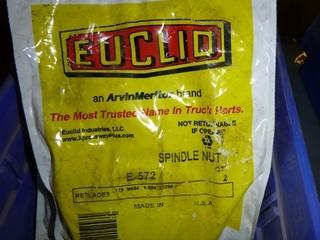 EUCLID
an ArvinMeritor brand
The Most Trusted Name in Truck Parts.
Euclid Industries, LLC
NOT RETURNABLE
IF OPENED
SPINDLE NUT
QT
E-572
2
REPLACES
MADE IN U.S.A.